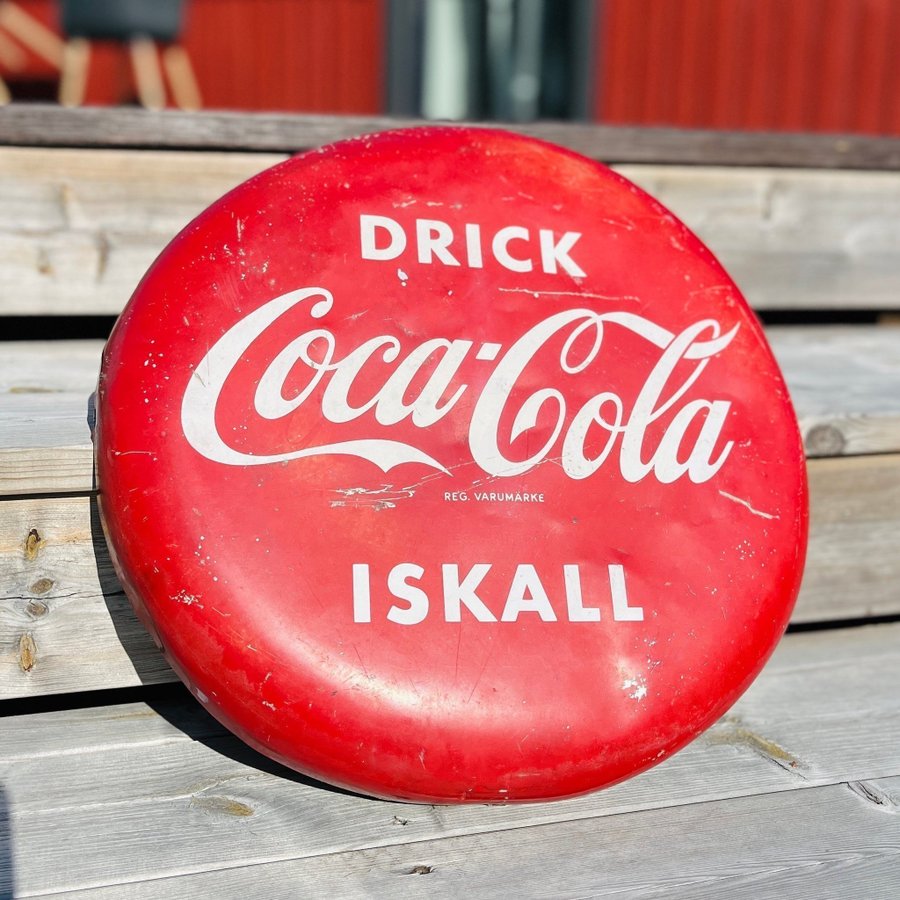 DRICK
Coca-Cola
REG. VARUMÄRKE
ISKALL